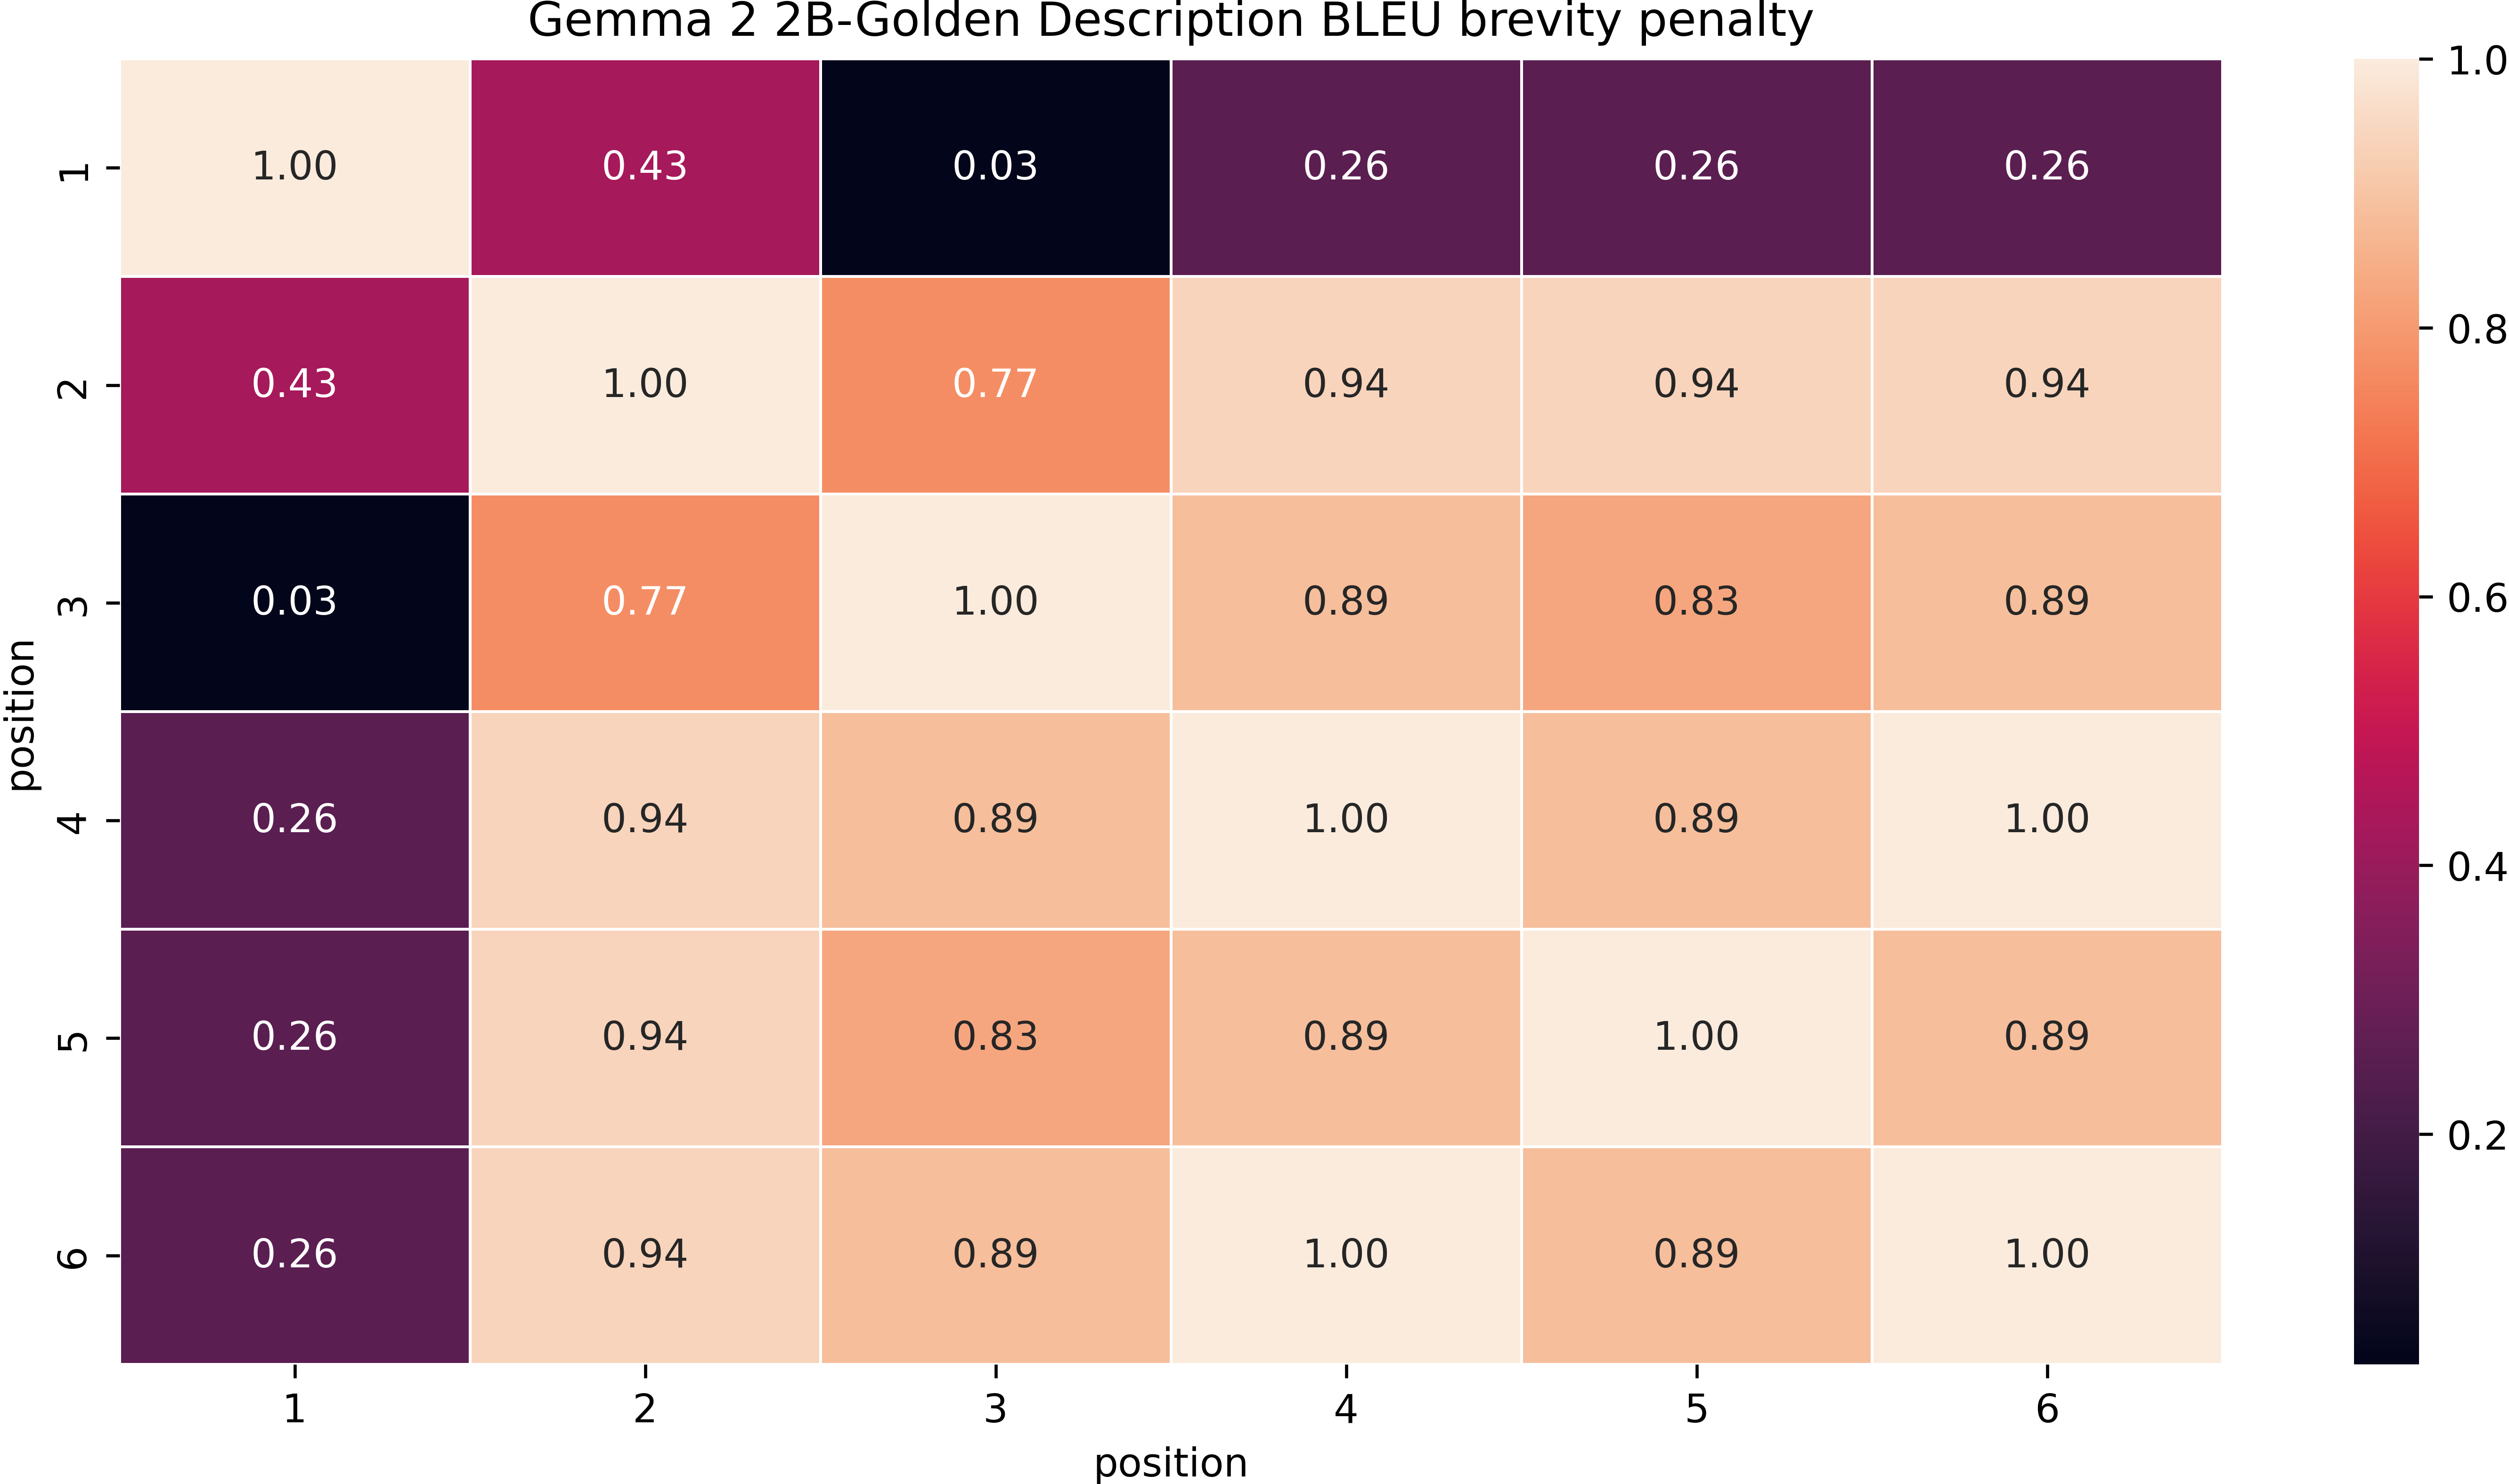 Gemma 2 2B-Golden Description BLEU brevity penalty
1.0
1 1.00 0.43 0.03 0.26 0.26 0.26
0.8
2 0.43 1.00 0.77 0.94 0.94 0.94
3 0.03 0.77 1.00 0.89 0.83 0.89
0.6
position
4 0.26 0.94 0.89 1.00 0.89 1.00
0.4
5 0.26 0.94 0.83 0.89 1.00 0.89
0.2
6 0.26 0.94 0.89 1.00 0.89 1.00
1 2 3 4 5 6
position